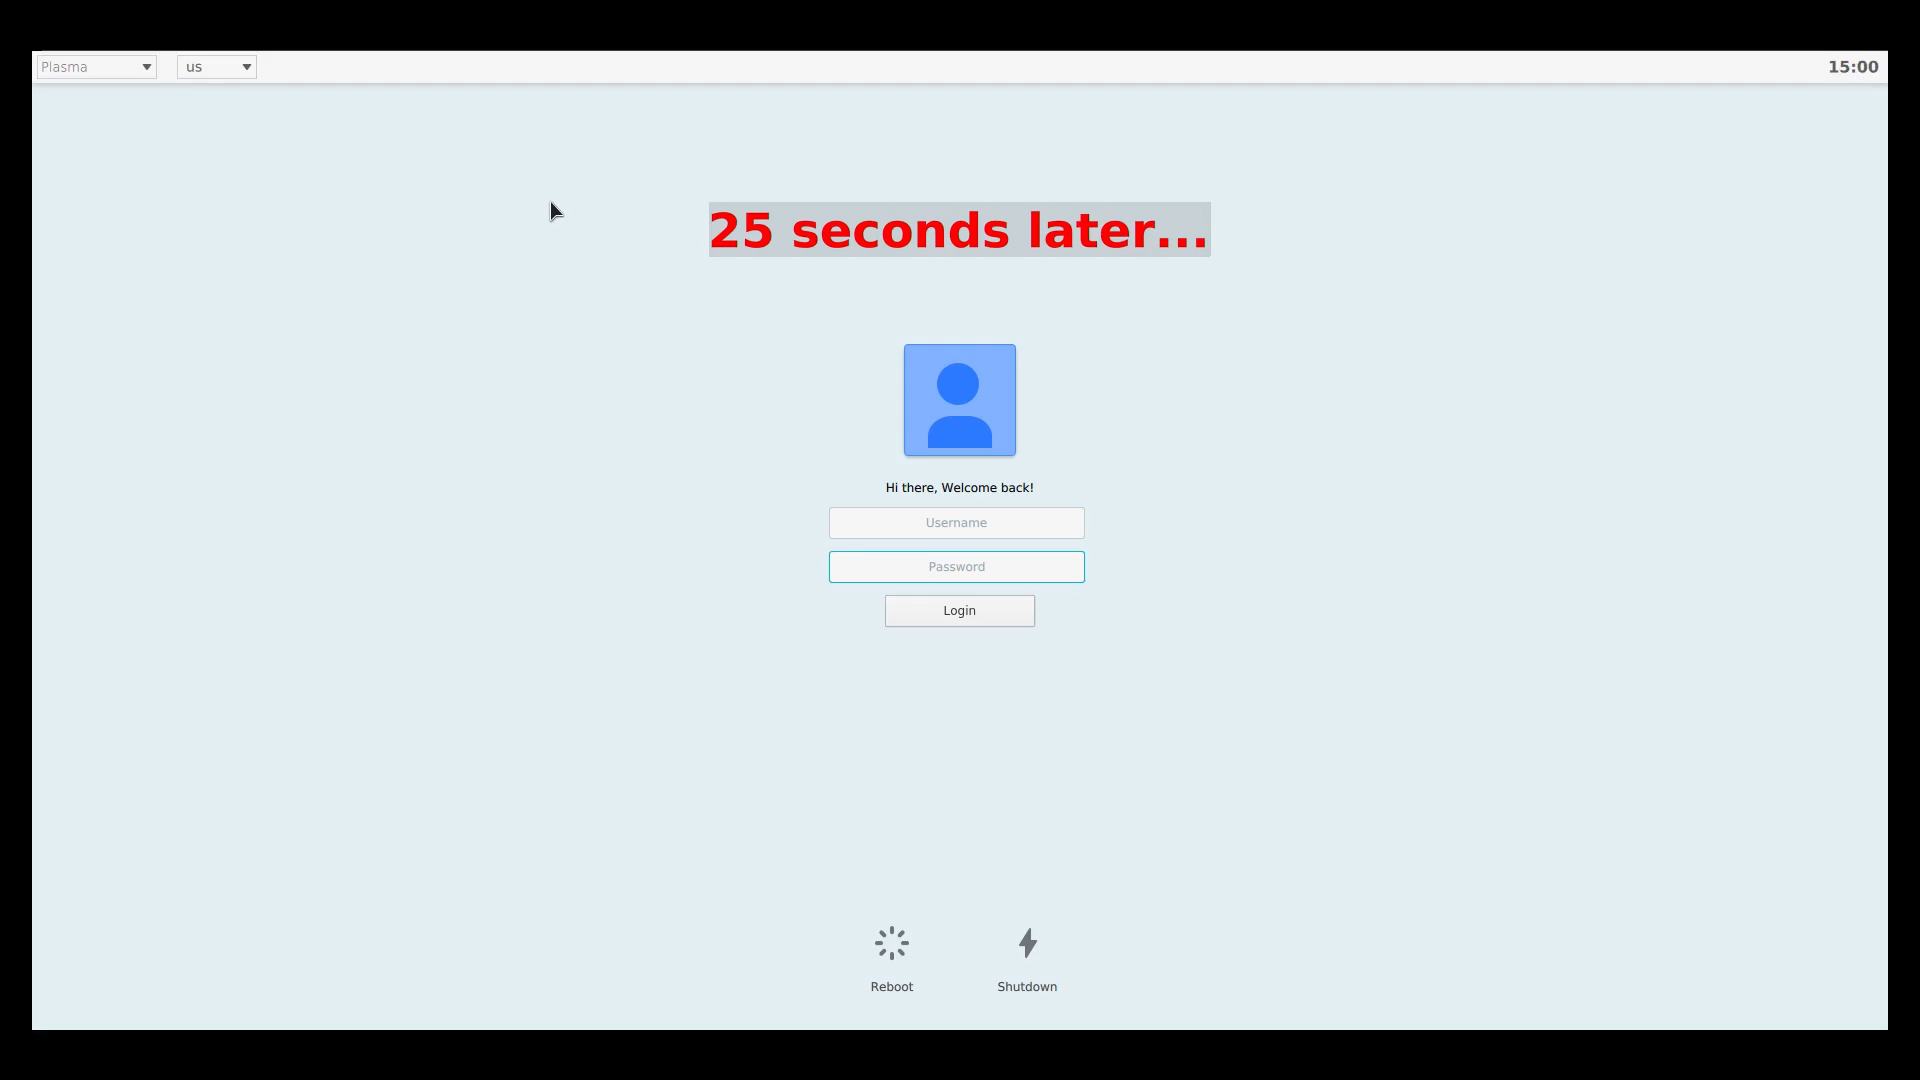 Plasma us 15:00
25 seconds later...
Hi there, Welcome back!
Username
Password
Login
Reboot Shutdown